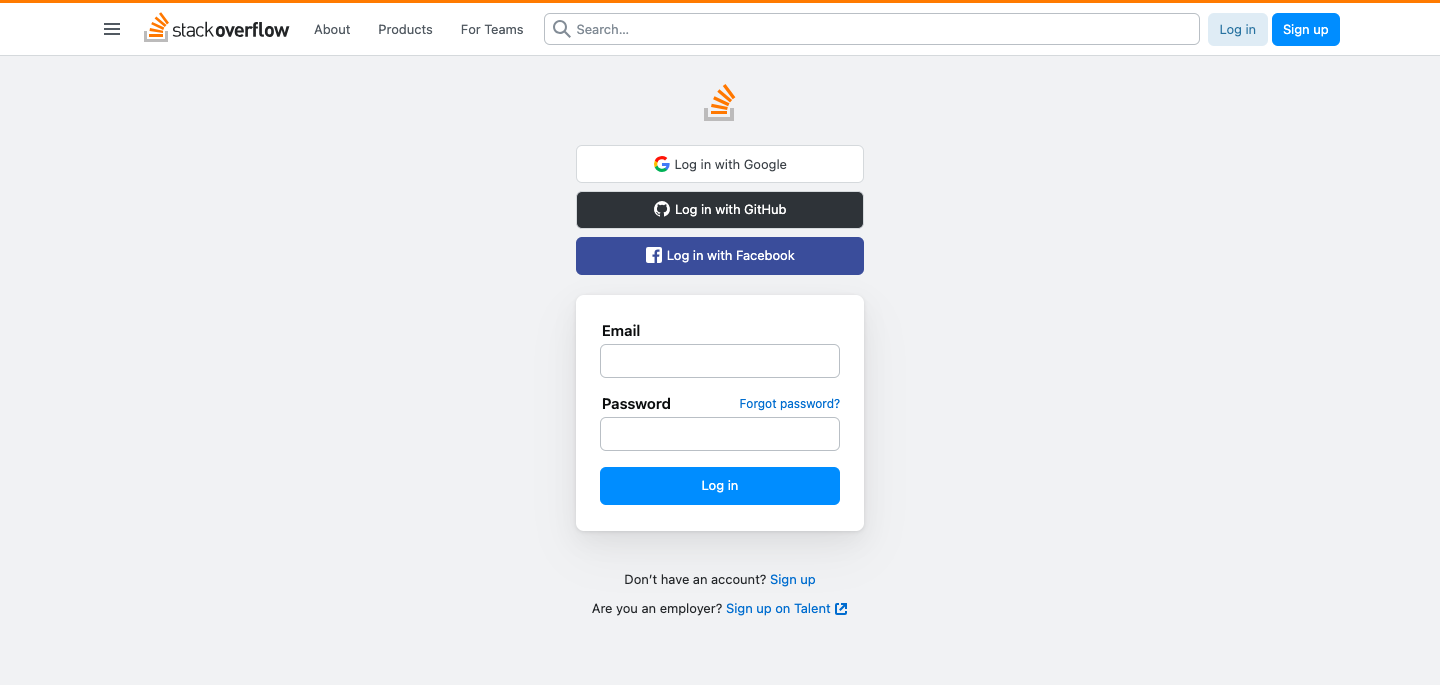 stackoverflow About Products For Teams Search... Log in Sign up
Log in with Google
Log in with GitHub
Log in with Facebook
Email
Password Forgot password?
Log in
Don't have an account? Sign up
Are you an employer? Sign up on Talent